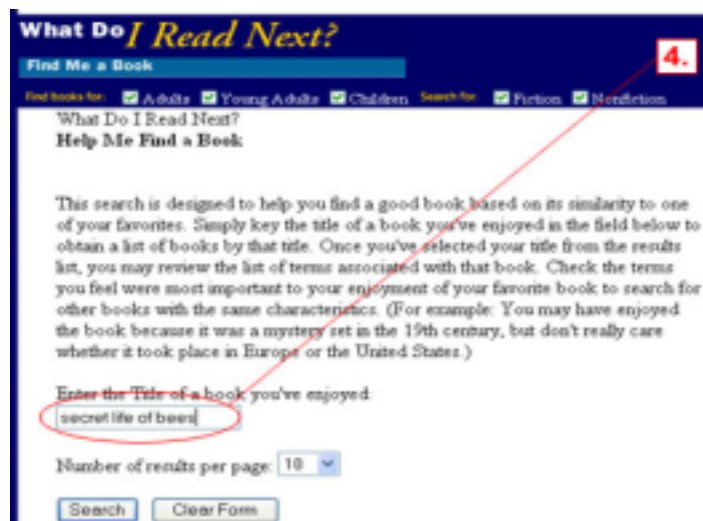 What Do I Read Next?
4.
Find Me a Book
Find books for: Adults Young Adults Children Search for: Fiction Nonfiction
What Do I Read Next?
Help Me Find a Book
This search is designed to help you find a good book based on its similarity to one
of your favorites. Simply key the title of a book you've enjoyed in the field below to
obtain a list of books by that title. Once you've selected your title from the results
list, you may review the list of terms associated with that book. Check the terms
you feel were most important to your enjoyment of your favorite book to search for
other books with the same characteristics. (For example: You may have enjoyed
the book because it was a mystery set in the 19th century, but don't really care
whether it took place in Europe or the United States.)
Enter the Title of a book you've enjoyed:
secret life of bees
Number of results per page: 10
Search Clear Form